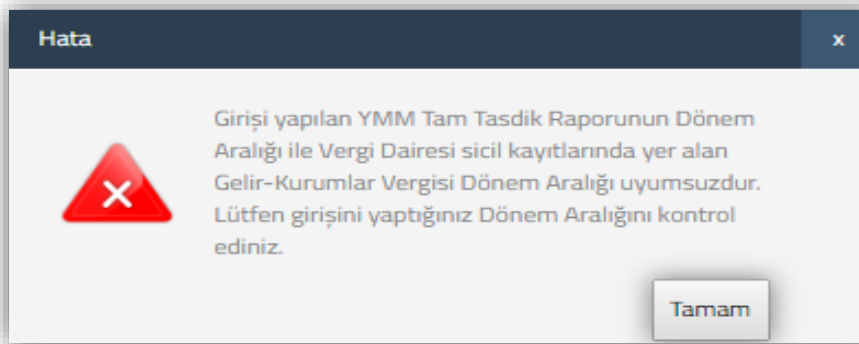 Hata
x
Girişi yapılan YMM Tam Tasdik Raporunun Dönem
Aralığı ile Vergi Dairesi sicil kayıtlarında yer alan
Gelir-Kurumlar Vergisi Dönem Aralığı uyumsuzdur.
Lütfen girişini yaptığınız Dönem Aralığını kontrol
ediniz.
Tamam